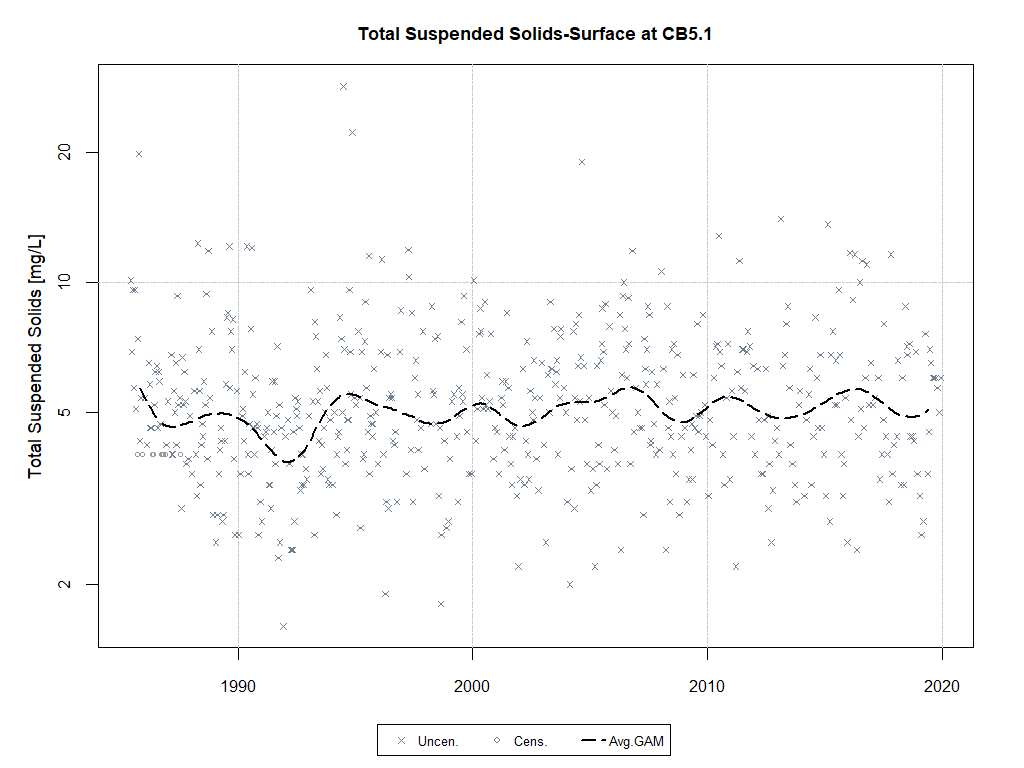 Total Suspended Solids-Surface at CB5.1
Total Suspended Solids [mg/L]
20
10
5
2
1990
2000
2010
2020
Uncen.
Cens.
Avg.GAM